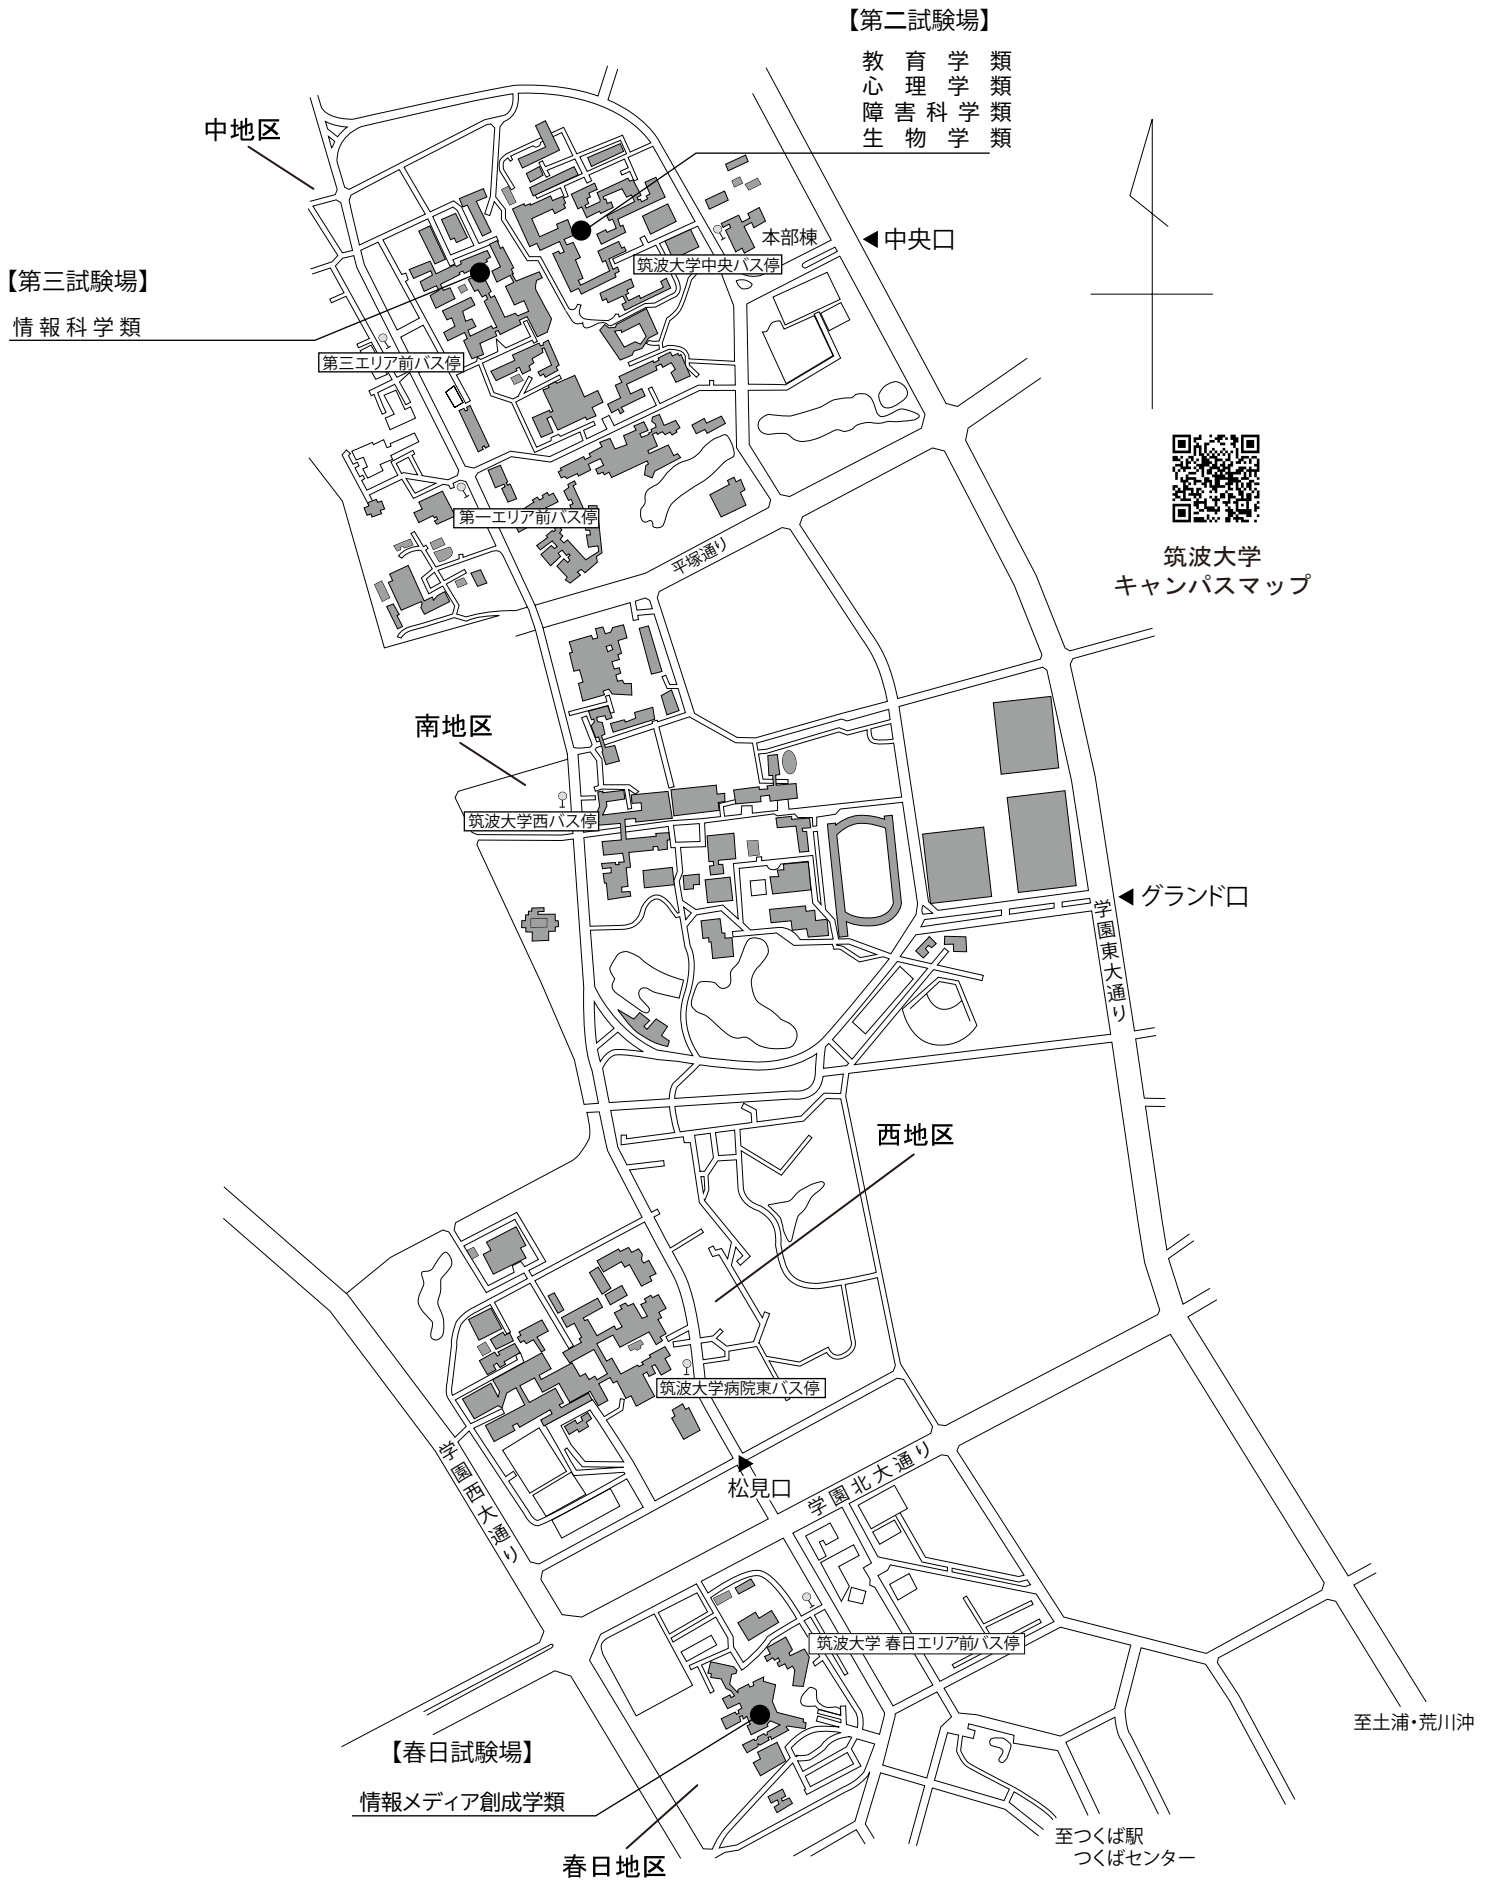 【第二試験場】
教育学類
心理学類
障害科学類
生物学類
中地区
本部棟
◀中央口
筑波大学中央バス停
【第三試験場】
情報科学類
第三エリア前バス停
第一エリア前バス停
筑波大学
キャンパスマップ
平塚通り
南地区
筑波大学西バス停
◀グランド口
学園東大通り
西地区
筑波大学病院東バス停
学園西大通り
松見口
学園北大通り
筑波大学 春日エリア前バス停
至土浦・荒川沖
【春日試験場】
情報メディア創成学類
至つくば駅
つくばセンター
春日地区